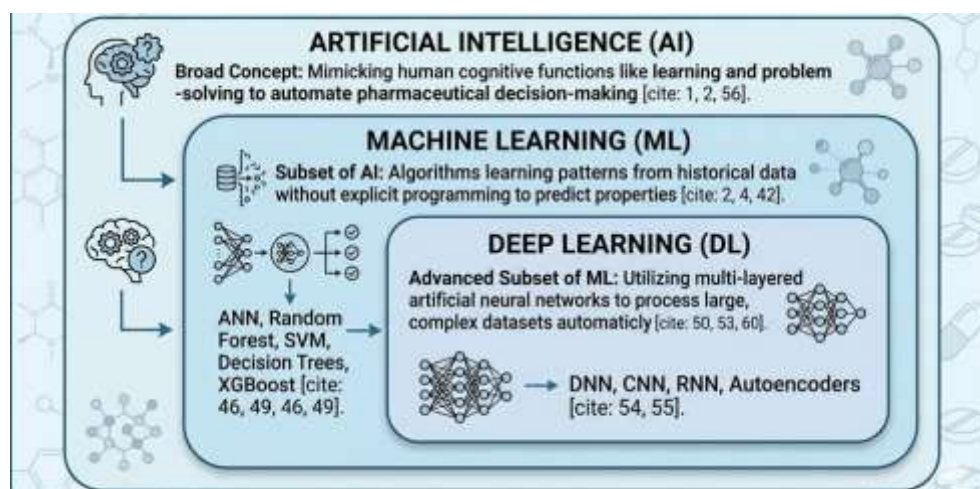 ARTIFICIAL INTELLIGENCE (AI)
Broad Concept: Mimicking human cognitive functions like learning and problem
-solving to automate pharmaceutical decision-making [cite: 1, 2, 56].
MACHINE LEARNING (ML)
Subset of AI: Algorithms learning patterns from historical data
without explicit programming to predict properties [cite: 2, 4, 42].
ANN, Random
Forest, SVM,
Decision Trees,
XGBoost [cite:
46, 49, 46, 49].
DEEP LEARNING (DL)
Advanced Subset of ML: Utilizing multi-layered
artificial neural networks to process large,
complex datasets automaticly [cite: 50, 53, 60].
DNN, CNN, RNN, Autoencoders
[cite: 54, 55].